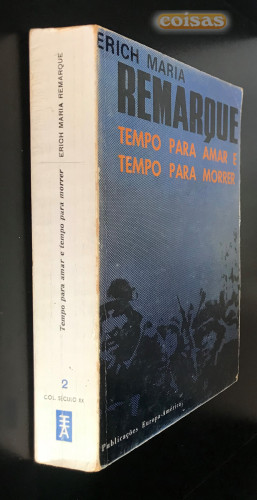 coisas
ERICH MARIA
REMARQUE
TEMPO PARA AMAR E
TEMPO PARA MORRER
Publicações Europa-América
ERICH MARIA REMARQUE
Tempo para amar e tempo para morrer
2
COL. SÉCULO XX